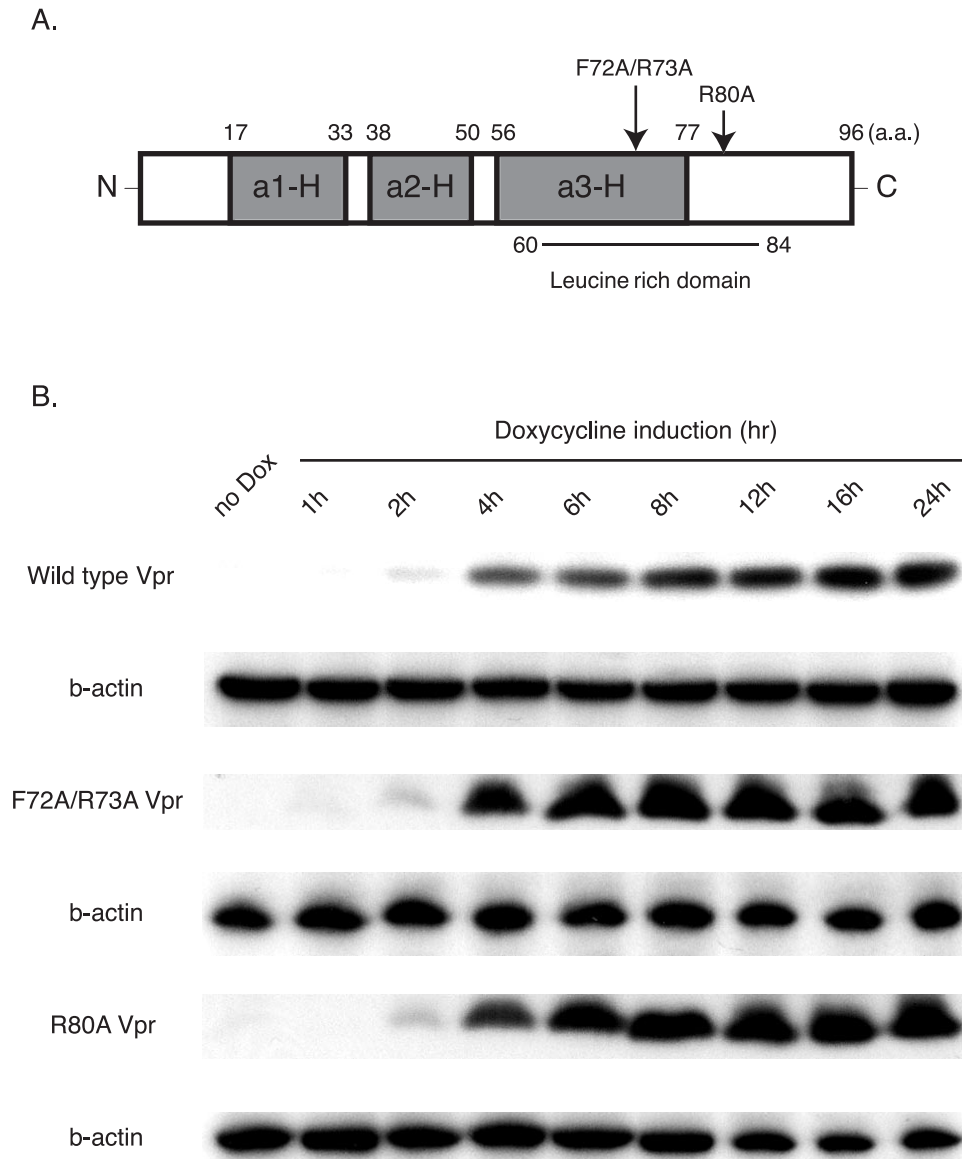 A.
F72A/R73A
R80A
17 33 38 50 56 77 96 (a.a.)
N a1-H a2-H a3-H C
60 84
Leucine rich domain
B.
Doxycycline induction (hr)
no Dox 1h 2h 4h 6h 8h 12h 16h 24h
Wild type Vpr
b-actin
F72A/R73A Vpr
b-actin
R80A Vpr
b-actin